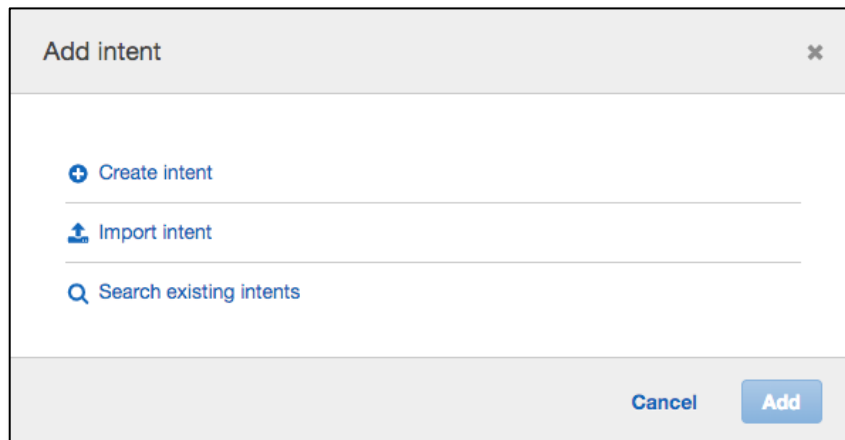 Add intent
Create intent
Import intent
Search existing intents
Cancel Add